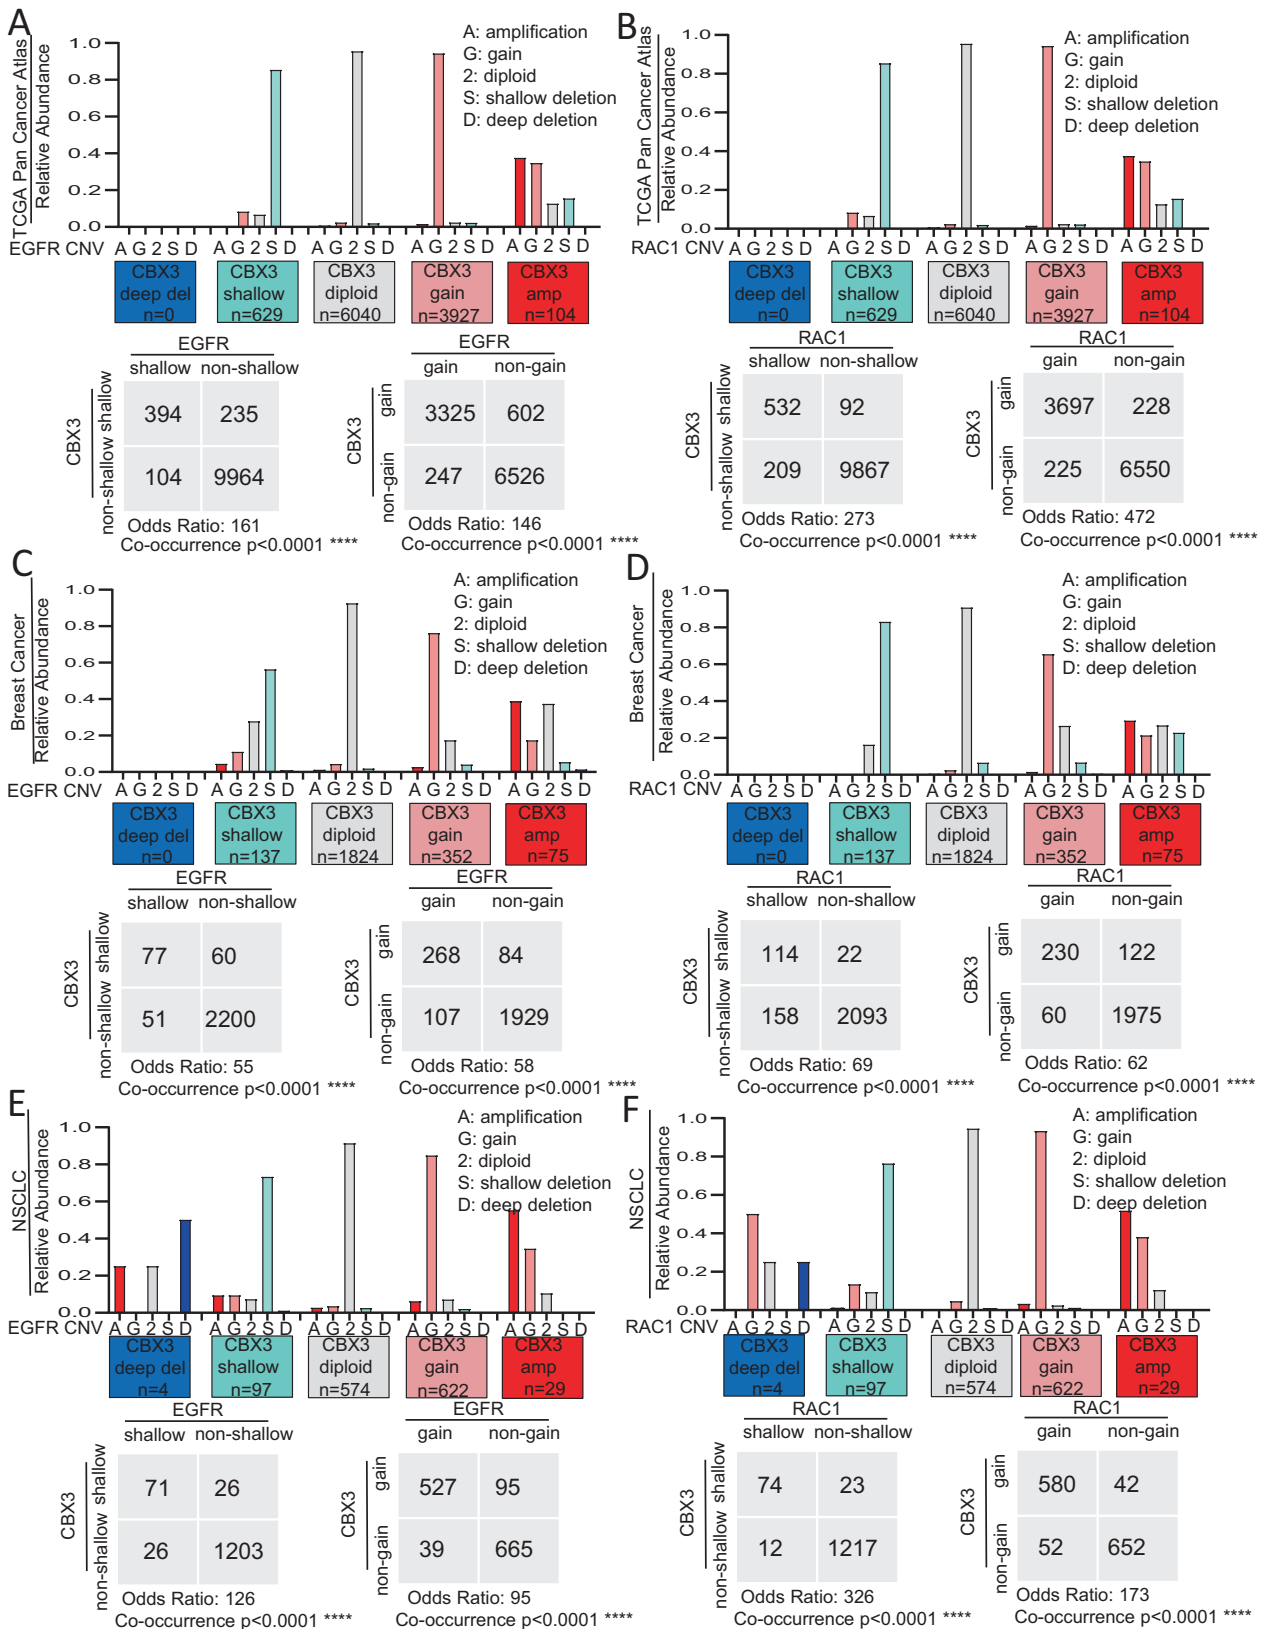 A
TCGA Pan Cancer Atlas
Relative Abundance
1.0
0.8
0.6
0.4
0.2
0.0
A: amplification
G: gain
2: diploid
S: shallow deletion
D: deep deletion
EGFR CNV A G 2 S D A G 2 S D A G 2 S D A G 2 S D A G 2 S D
CBX3 deep del n=0
CBX3 shallow n=629
CBX3 diploid n=6040
CBX3 gain n=3927
CBX3 amp n=104
EGFR
shallow non-shallow
CBX3
shallow
non-shallow
394 235
104 9964
Odds Ratio: 161
Co-occurrence p<0.0001 ****
EGFR
gain non-gain
CBX3
gain
non-gain
3325 602
247 6526
Odds Ratio: 146
Co-occurrence p<0.0001 ****
B
TCGA Pan Cancer Atlas
Relative Abundance
1.0
0.8
0.6
0.4
0.2
0.0
A: amplification
G: gain
2: diploid
S: shallow deletion
D: deep deletion
RAC1 CNV A G 2 S D A G 2 S D A G 2 S D A G 2 S D A G 2 S D
CBX3 deep del n=0
CBX3 shallow n=629
CBX3 diploid n=6040
CBX3 gain n=3927
CBX3 amp n=104
RAC1
shallow non-shallow
CBX3
shallow
non-shallow
532 92
209 9867
Odds Ratio: 273
Co-occurrence p<0.0001 ****
RAC1
gain non-gain
CBX3
gain
non-gain
3697 228
225 6550
Odds Ratio: 472
Co-occurrence p<0.0001 ****
C
Breast Cancer
Relative Abundance
1.0
0.8
0.6
0.4
0.2
0.0
A: amplification
G: gain
2: diploid
S: shallow deletion
D: deep deletion
EGFR CNV A G 2 S D A G 2 S D A G 2 S D A G 2 S D A G 2 S D
CBX3 deep del n=0
CBX3 shallow n=137
CBX3 diploid n=1824
CBX3 gain n=352
CBX3 amp n=75
EGFR
shallow non-shallow
CBX3
shallow
non-shallow
77 60
51 2200
Odds Ratio: 55
Co-occurrence p<0.0001 ****
EGFR
gain non-gain
CBX3
gain
non-gain
268 84
107 1929
Odds Ratio: 58
Co-occurrence p<0.0001 ****
D
Breast Cancer
Relative Abundance
1.0
0.8
0.6
0.4
0.2
0.0
A: amplification
G: gain
2: diploid
S: shallow deletion
D: deep deletion
RAC1 CNV A G 2 S D A G 2 S D A G 2 S D A G 2 S D A G 2 S D
CBX3 deep del n=0
CBX3 shallow n=137
CBX3 diploid n=1824
CBX3 gain n=352
CBX3 amp n=75
RAC1
shallow non-shallow
CBX3
shallow
non-shallow
114 22
158 2093
Odds Ratio: 69
Co-occurrence p<0.0001 ****
RAC1
gain non-gain
CBX3
gain
non-gain
230 122
60 1975
Odds Ratio: 62
Co-occurrence p<0.0001 ****
E
NSCLC
Relative Abundance
1.0
0.8
0.6
0.4
0.2
0.0
A: amplification
G: gain
2: diploid
S: shallow deletion
D: deep deletion
EGFR CNV A G 2 S D A G 2 S D A G 2 S D A G 2 S D A G 2 S D
CBX3 deep del n=4
CBX3 shallow n=97
CBX3 diploid n=574
CBX3 gain n=622
CBX3 amp n=29
EGFR
shallow non-shallow
CBX3
shallow
non-shallow
71 26
26 1203
Odds Ratio: 126
Co-occurrence p<0.0001 ****
EGFR
gain non-gain
CBX3
gain
non-gain
527 95
39 665
Odds Ratio: 95
Co-occurrence p<0.0001 ****
F
NSCLC
Relative Abundance
1.0
0.8
0.6
0.4
0.2
0.0
A: amplification
G: gain
2: diploid
S: shallow deletion
D: deep deletion
RAC1 CNV A G 2 S D A G 2 S D A G 2 S D A G 2 S D A G 2 S D
CBX3 deep del n=4
CBX3 shallow n=97
CBX3 diploid n=574
CBX3 gain n=622
CBX3 amp n=29
RAC1
shallow non-shallow
CBX3
shallow
non-shallow
74 23
12 1217
Odds Ratio: 326
Co-occurrence p<0.0001 ****
RAC1
gain non-gain
CBX3
gain
non-gain
580 42
52 652
Odds Ratio: 173
Co-occurrence p<0.0001 ****